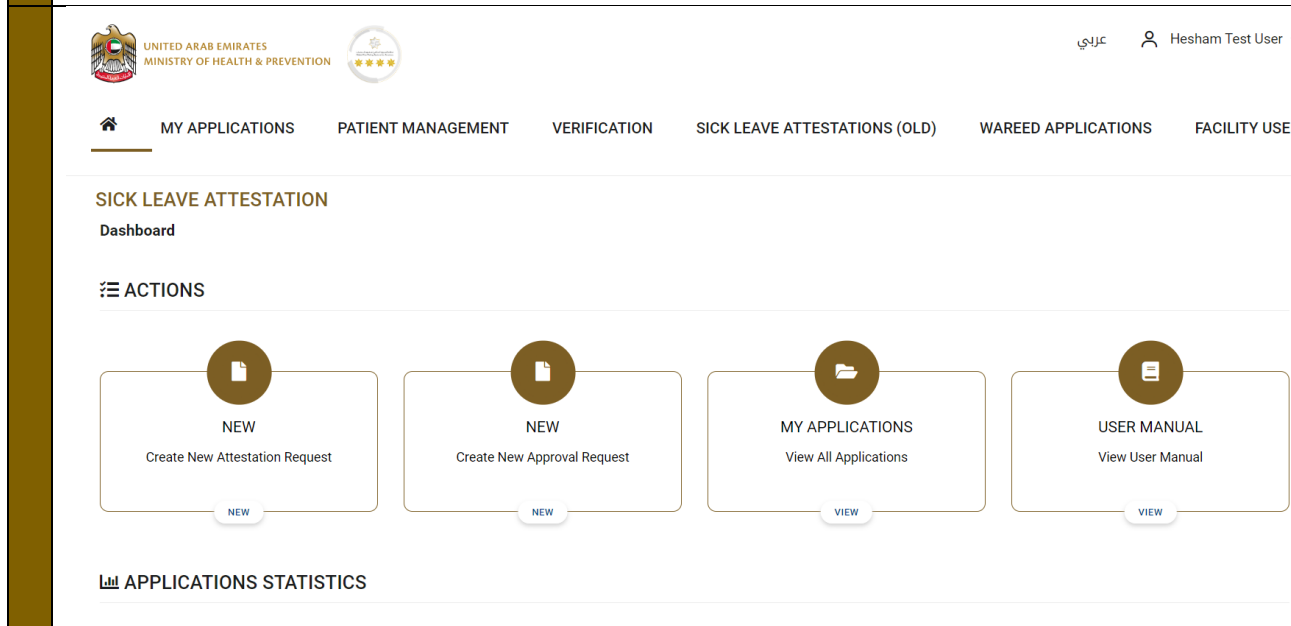 UNITED ARAB EMIRATES
MINISTRY OF HEALTH & PREVENTION
عربي
Hesham Test User
MY APPLICATIONS
PATIENT MANAGEMENT
VERIFICATION
SICK LEAVE ATTESTATIONS (OLD)
WAREED APPLICATIONS
FACILITY USE
SICK LEAVE ATTESTATION
Dashboard
ACTIONS
NEW
Create New Attestation Request
NEW
NEW
Create New Approval Request
NEW
MY APPLICATIONS
View All Applications
VIEW
USER MANUAL
View User Manual
VIEW
APPLICATIONS STATISTICS